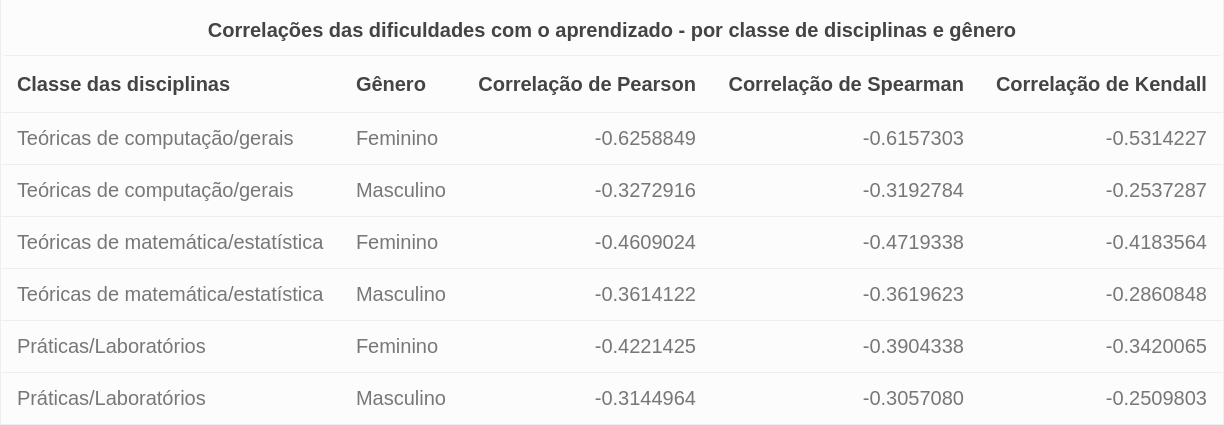 Correlações das dificuldades com o aprendizado - por classe de disciplinas e gênero
Classe das disciplinas Gênero Correlação de Pearson Correlação de Spearman Correlação de Kendall
Teóricas de computação/gerais Feminino -0.6258849 -0.6157303 -0.5314227
Teóricas de computação/gerais Masculino -0.3272916 -0.3192784 -0.2537287
Teóricas de matemática/estatística Feminino -0.4609024 -0.4719338 -0.4183564
Teóricas de matemática/estatística Masculino -0.3614122 -0.3619623 -0.2860848
Práticas/Laboratórios Feminino -0.4221425 -0.3904338 -0.3420065
Práticas/Laboratórios Masculino -0.3144964 -0.3057080 -0.2509803